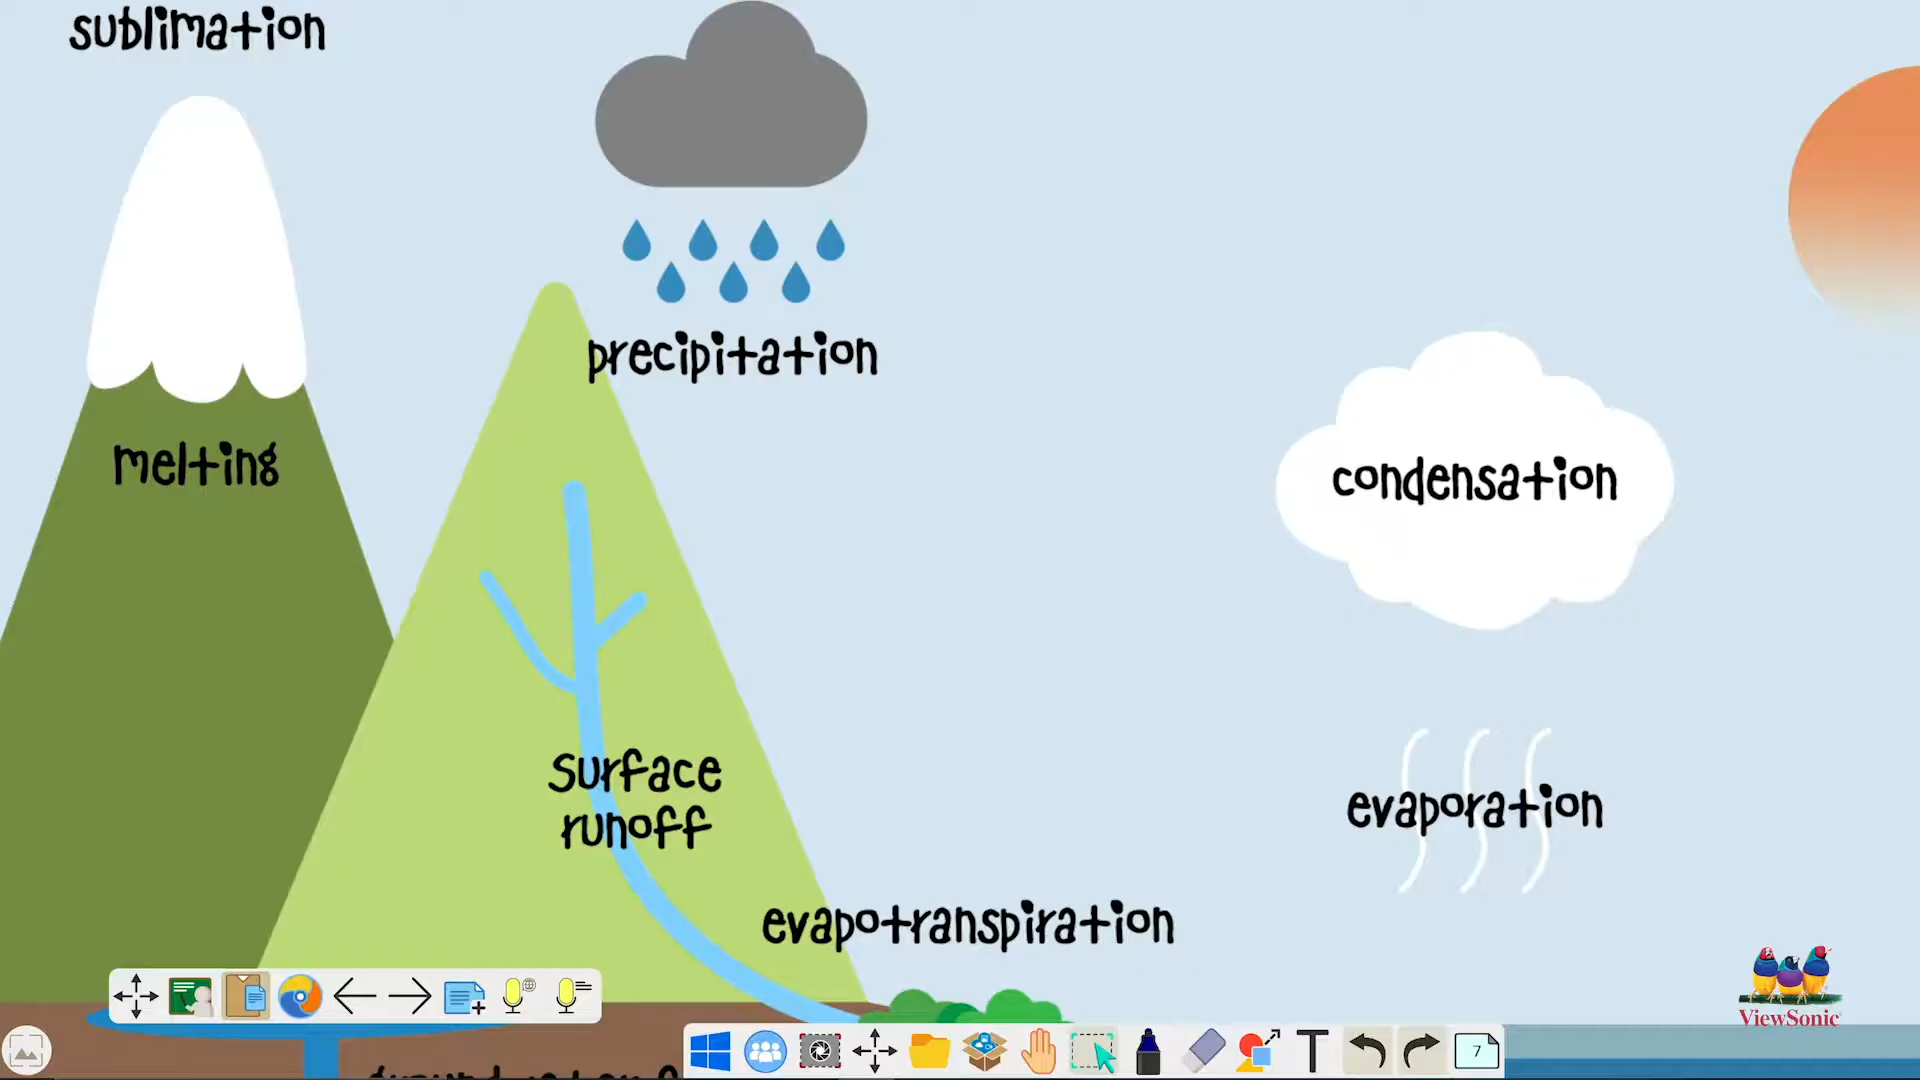 sublimation
precipitation
melting
condensation
surface
runoff
evaporation
evapotranspiration
ViewSonic
7